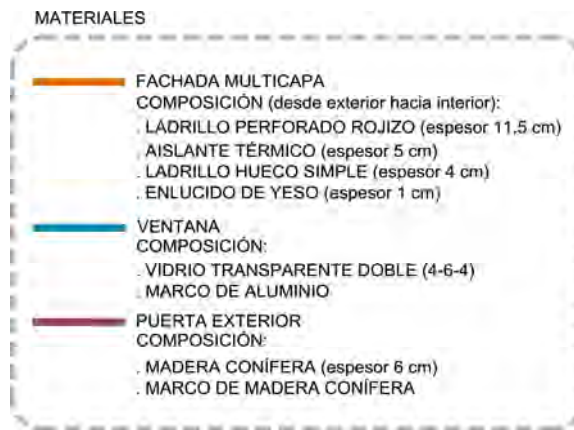 MATERIALES
FACHADA MULTICAPA
COMPOSICIÓN (desde exterior hacia interior):
. LADRILLO PERFORADO ROJIZO (espesor 11,5 cm)
. AISLANTE TÉRMICO (espesor 5 cm)
. LADRILLO HUECO SIMPLE (espesor 4 cm)
. ENLUCIDO DE YESO (espesor 1 cm)
VENTANA
COMPOSICIÓN:
. VIDRIO TRANSPARENTE DOBLE (4-6-4)
. MARCO DE ALUMINIO
PUERTA EXTERIOR
COMPOSICIÓN:
. MADERA CONÍFERA (espesor 6 cm)
. MARCO DE MADERA CONÍFERA